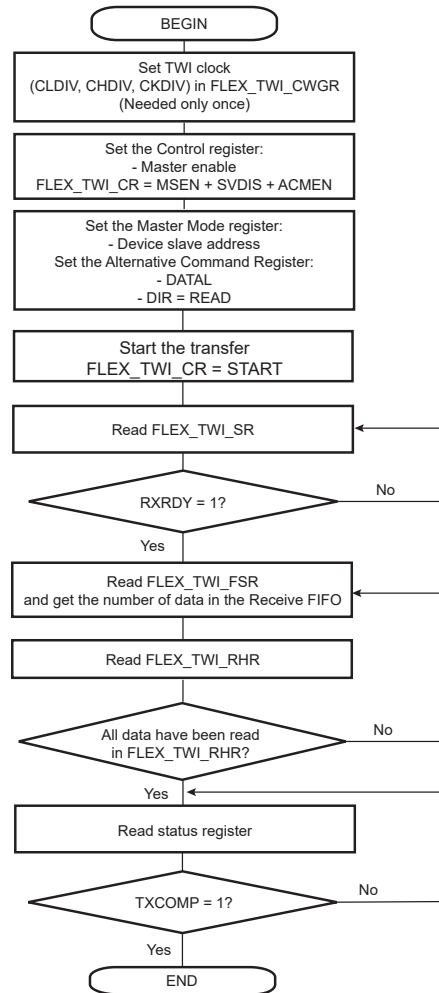 BEGIN
Set TWI clock
(CLDIV, CHDIV, CKDIV) in FLEX_TWI_CWGR
(Needed only once)
Set the Control register:
- Master enable
FLEX_TWI_CR = MSEN + SVDIS + ACMEN
Set the Master Mode register:
- Device slave address
Set the Alternative Command Register:
- DATAL
- DIR = READ
Start the transfer
FLEX_TWI_CR = START
Read FLEX_TWI_SR
RXRDY = 1?
No
Yes
Read FLEX_TWI_FSR
and get the number of data in the Receive FIFO
Read FLEX_TWI_RHR
All data have been read
in FLEX_TWI_RHR?
No
Yes
Read status register
TXCOMP = 1?
No
Yes
END